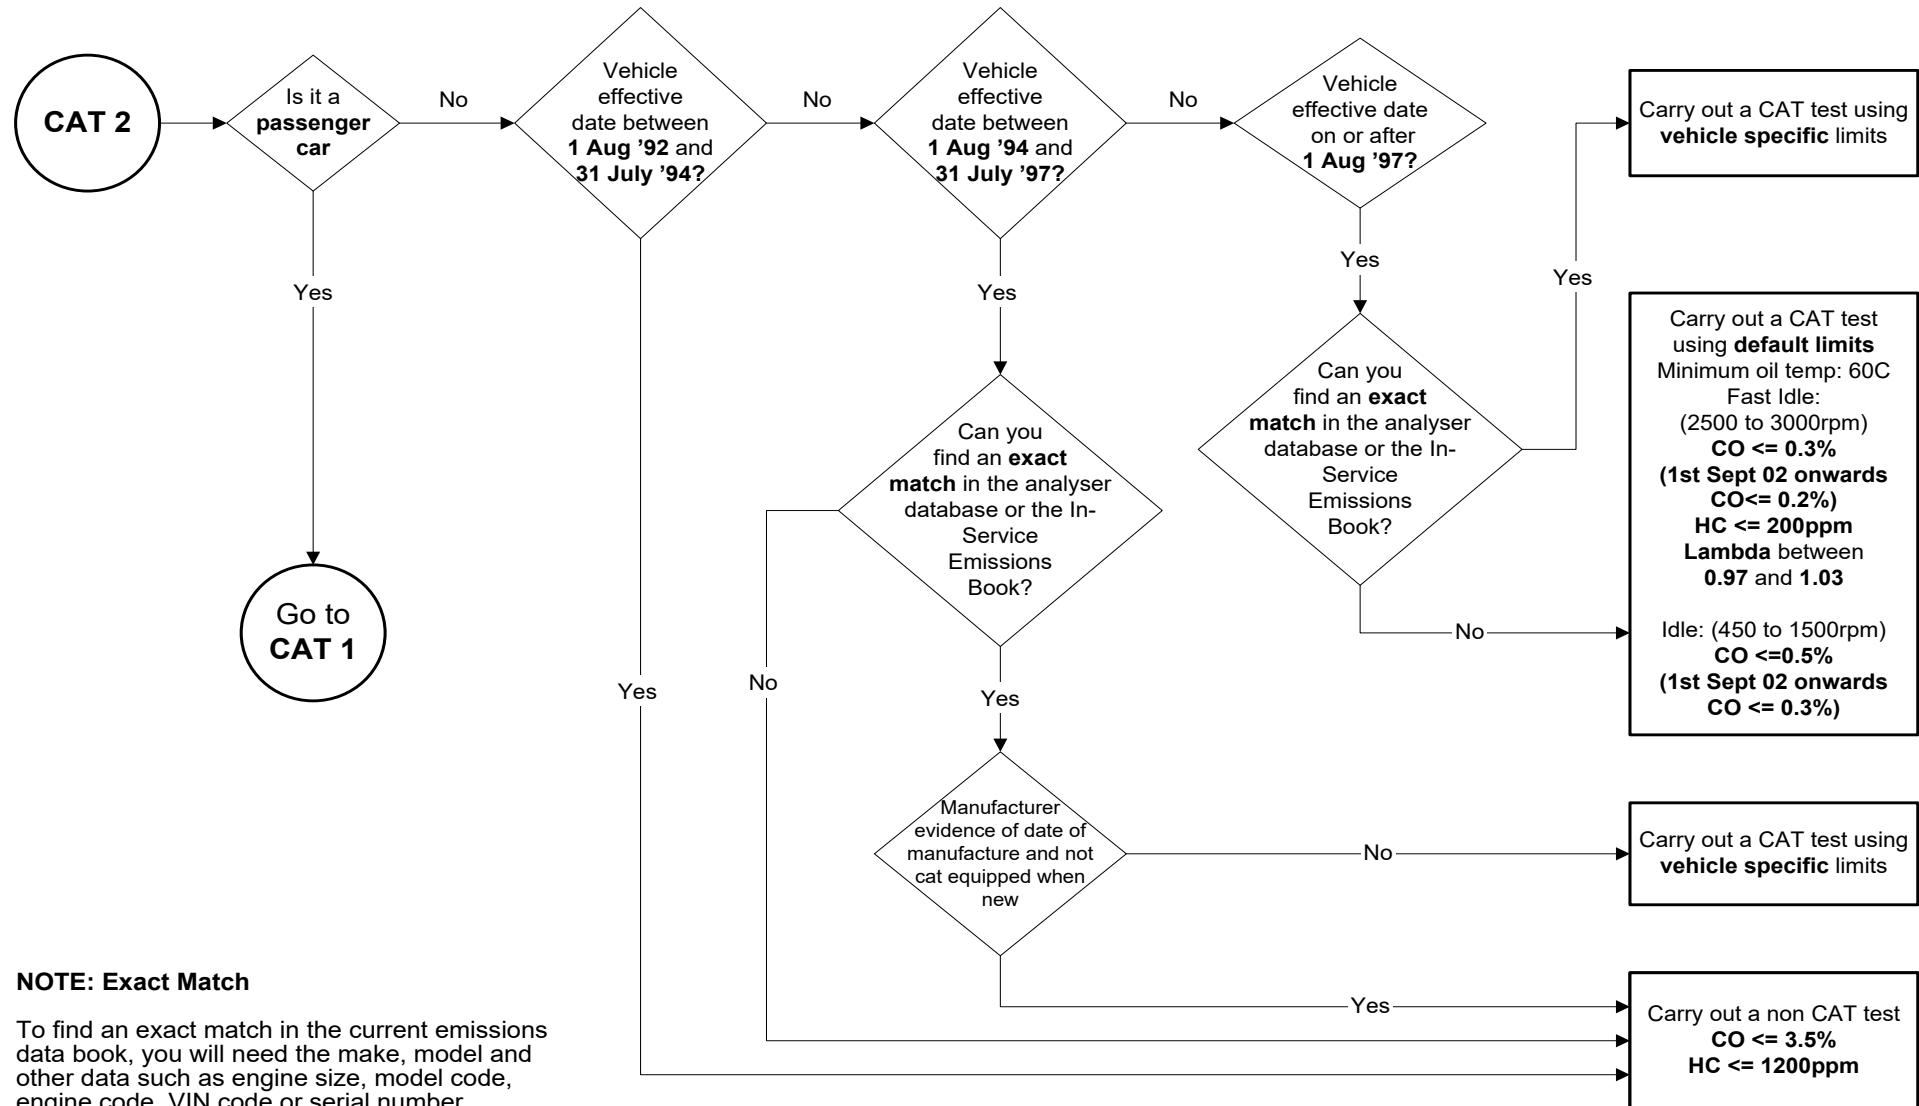 CAT 2
Is it a
passenger
car
No
Vehicle
effective
date between
1 Aug ’92 and
31 July ’94?
No
Vehicle
effective
date between
1 Aug ’94 and
31 July ’97?
No
Vehicle
effective date
on or after
1 Aug ’97?
Carry out a CAT test using
vehicle specific limits
Yes
Yes
Yes
Yes
Go to
CAT 1
Can you
find an exact
match in the analyser
database or the In-
Service
Emissions
Book?
Can you
find an exact
match in the analyser
database or the In-
Service
Emissions
Book?
Carry out a CAT test
using default limits
Minimum oil temp: 60C
Fast Idle:
(2500 to 3000rpm)
CO <= 0.3%
(1st Sept 02 onwards
CO<= 0.2%)
HC <= 200ppm
Lambda between
0.97 and 1.03
Idle: (450 to 1500rpm)
CO <=0.5%
(1st Sept 02 onwards
CO <= 0.3%)
No
Yes
No
Yes
Manufacturer
evidence of date of
manufacture and not
cat equipped when
new
No
Carry out a CAT test using
vehicle specific limits
Yes
Carry out a non CAT test
CO <= 3.5%
HC <= 1200ppm
NOTE: Exact Match
To find an exact match in the current emissions
data book, you will need the make, model and
other data such as engine size, model code,
engine code, VIN code or serial number